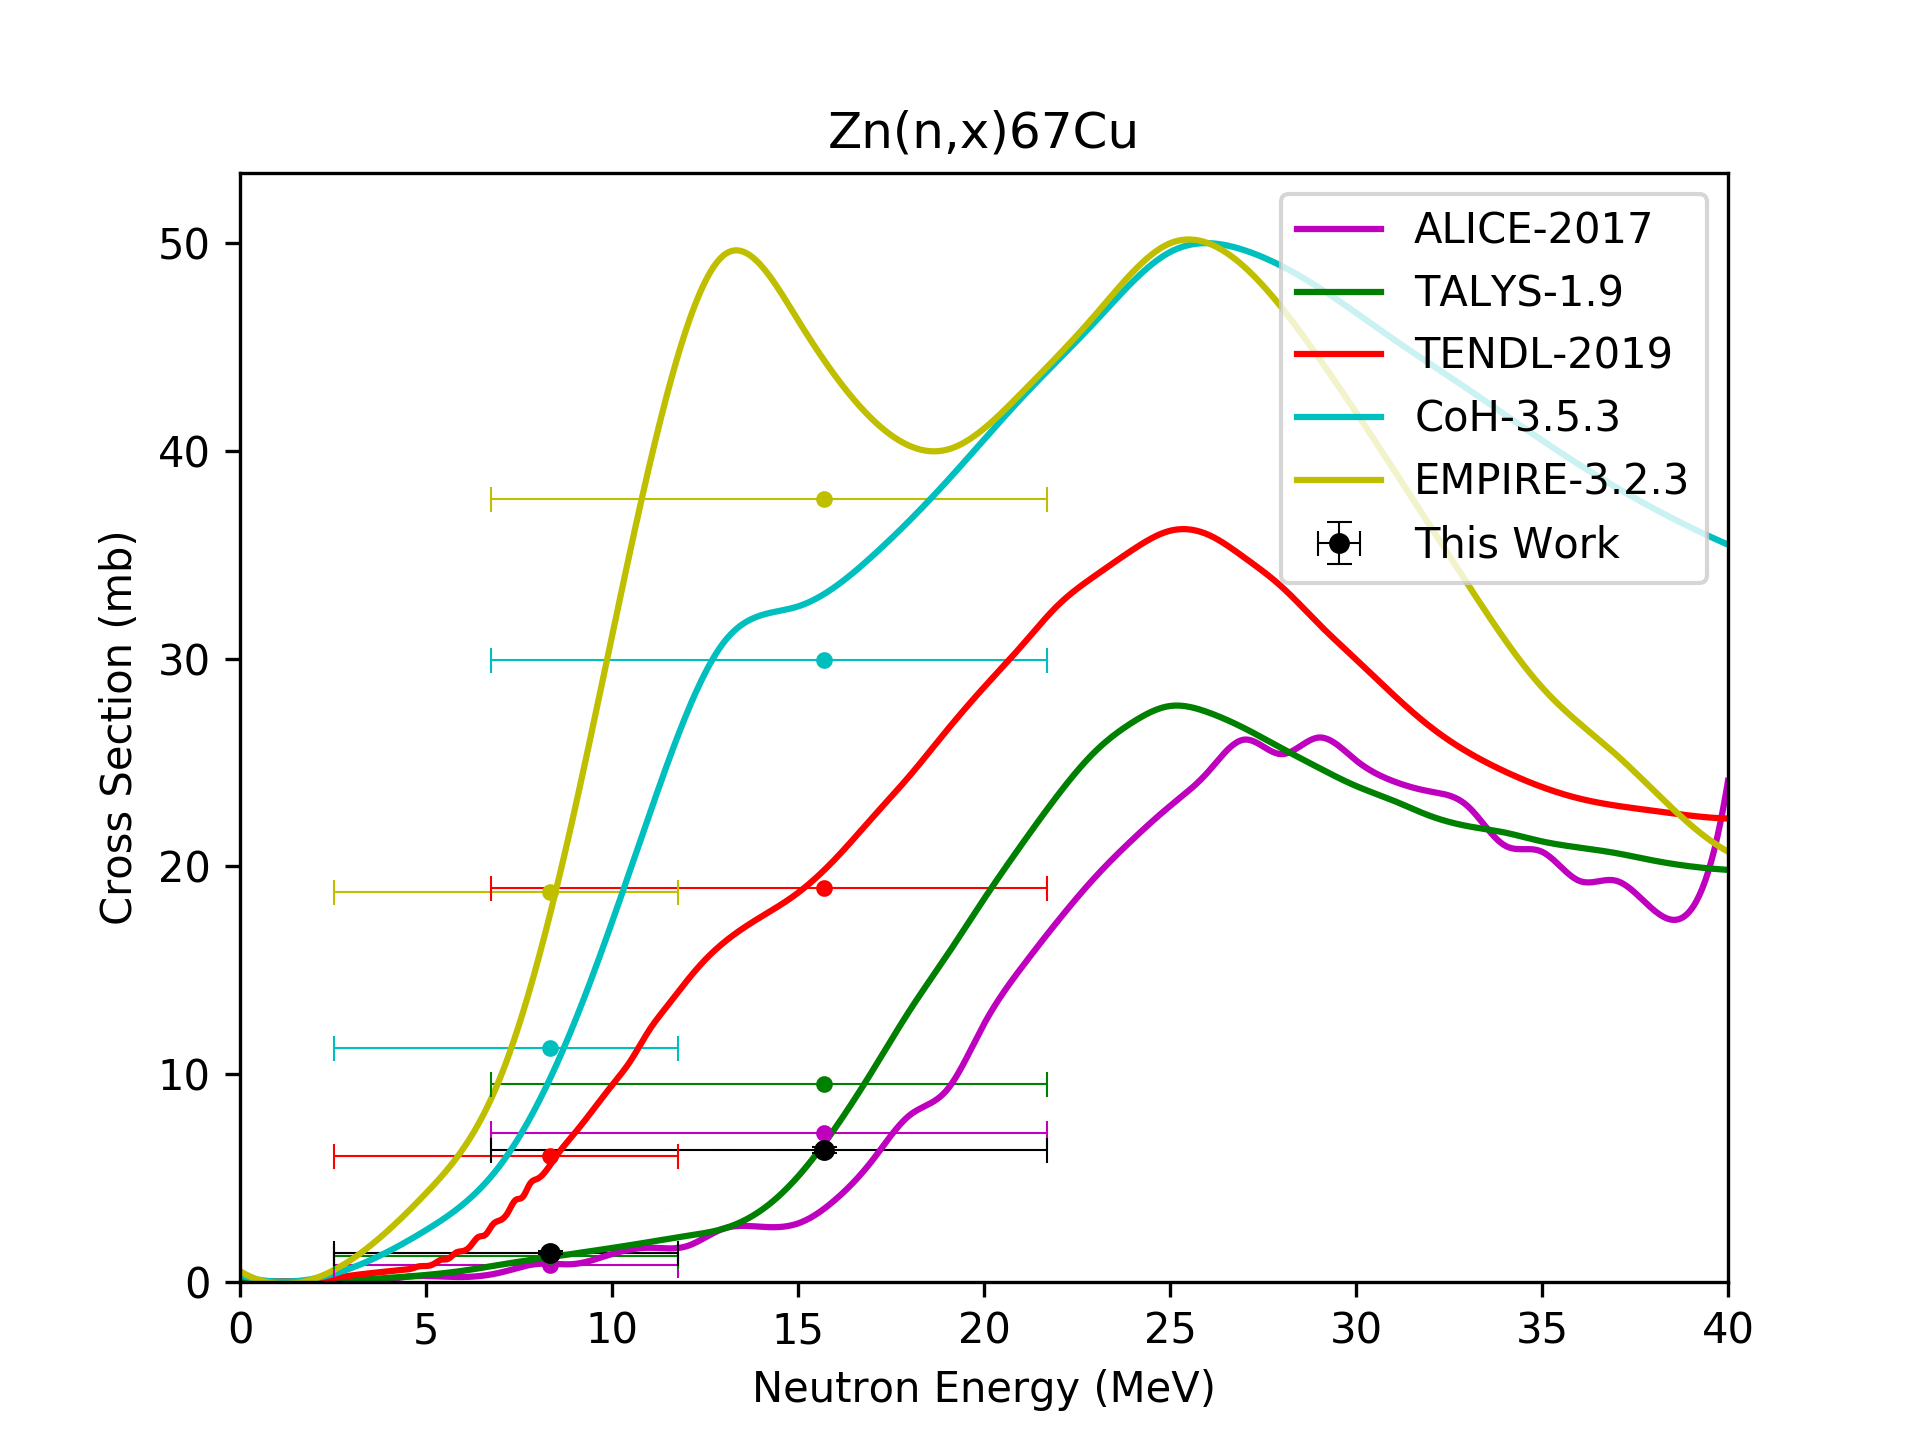 Zn(n,x)67Cu
ALICE-2017
TALYS-1.9
TENDL-2019
CoH-3.5.3
EMPIRE-3.2.3
This Work
Cross Section (mb)
50
40
30
20
10
0
0 5 10 15 20 25 30 35 40
Neutron Energy (MeV)